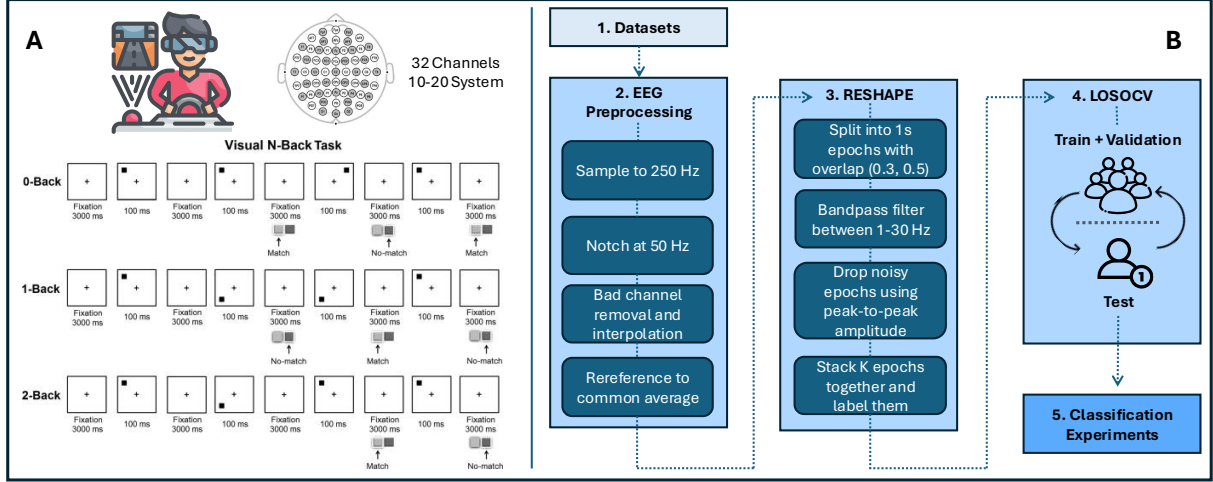 A
32 Channels
10-20 System
Visual N-Back Task
0-Back
Fixation
3000 ms
100 ms
Fixation
3000 ms
100 ms
Fixation
3000 ms
100 ms
Fixation
3000 ms
100 ms
Fixation
3000 ms
Match
No-match
Match
1-Back
Fixation
3000 ms
100 ms
Fixation
3000 ms
100 ms
Fixation
3000 ms
100 ms
Fixation
3000 ms
100 ms
Fixation
3000 ms
No-match
Match
No-match
2-Back
Fixation
3000 ms
100 ms
Fixation
3000 ms
100 ms
Fixation
3000 ms
100 ms
Fixation
3000 ms
100 ms
Fixation
3000 ms
Match
No-match
B
1. Datasets
2. EEG
Preprocessing
Sample to 250 Hz
Notch at 50 Hz
Bad channel
removal and
interpolation
Rereference to
common average
3. RESHAPE
Split into 1s
epochs with
overlap (0.3, 0.5)
Bandpass filter
between 1-30 Hz
Drop noisy
epochs using
peak-to-peak
amplitude
Stack K epochs
together and
label them
4. LOSOCV
Train + Validation
1
Test
5. Classification
Experiments